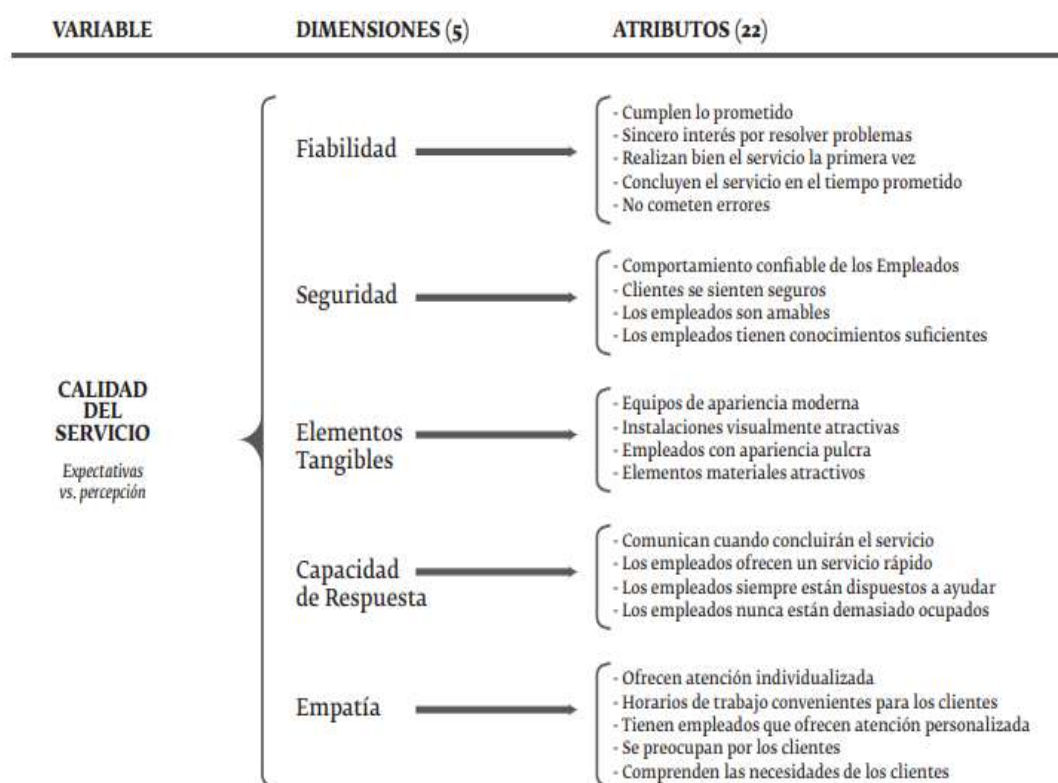 VARIABLE
DIMENSIONES (5)
ATRIBUTOS (22)
CALIDAD
DEL
SERVICIO
Expectativas
vs. percepción
Fiabilidad
- Cumplen lo prometido
- Sincero interés por resolver problemas
- Realizan bien el servicio la primera vez
- Concluyen el servicio en el tiempo prometido
- No cometen errores
Seguridad
- Comportamiento confiable de los Empleados
- Clientes se sienten seguros
- Los empleados son amables
- Los empleados tienen conocimientos suficientes
Elementos
Tangibles
- Equipos de apariencia moderna
- Instalaciones visualmente atractivas
- Empleados con apariencia pulcra
- Elementos materiales atractivos
Capacidad
de Respuesta
- Comunican cuando concluirán el servicio
- Los empleados ofrecen un servicio rápido
- Los empleados siempre están dispuestos a ayudar
- Los empleados nunca están demasiado ocupados
Empatía
- Ofrecen atención individualizada
- Horarios de trabajo convenientes para los clientes
- Tienen empleados que ofrecen atención personalizada
- Se preocupan por los clientes
- Comprenden las necesidades de los clientes